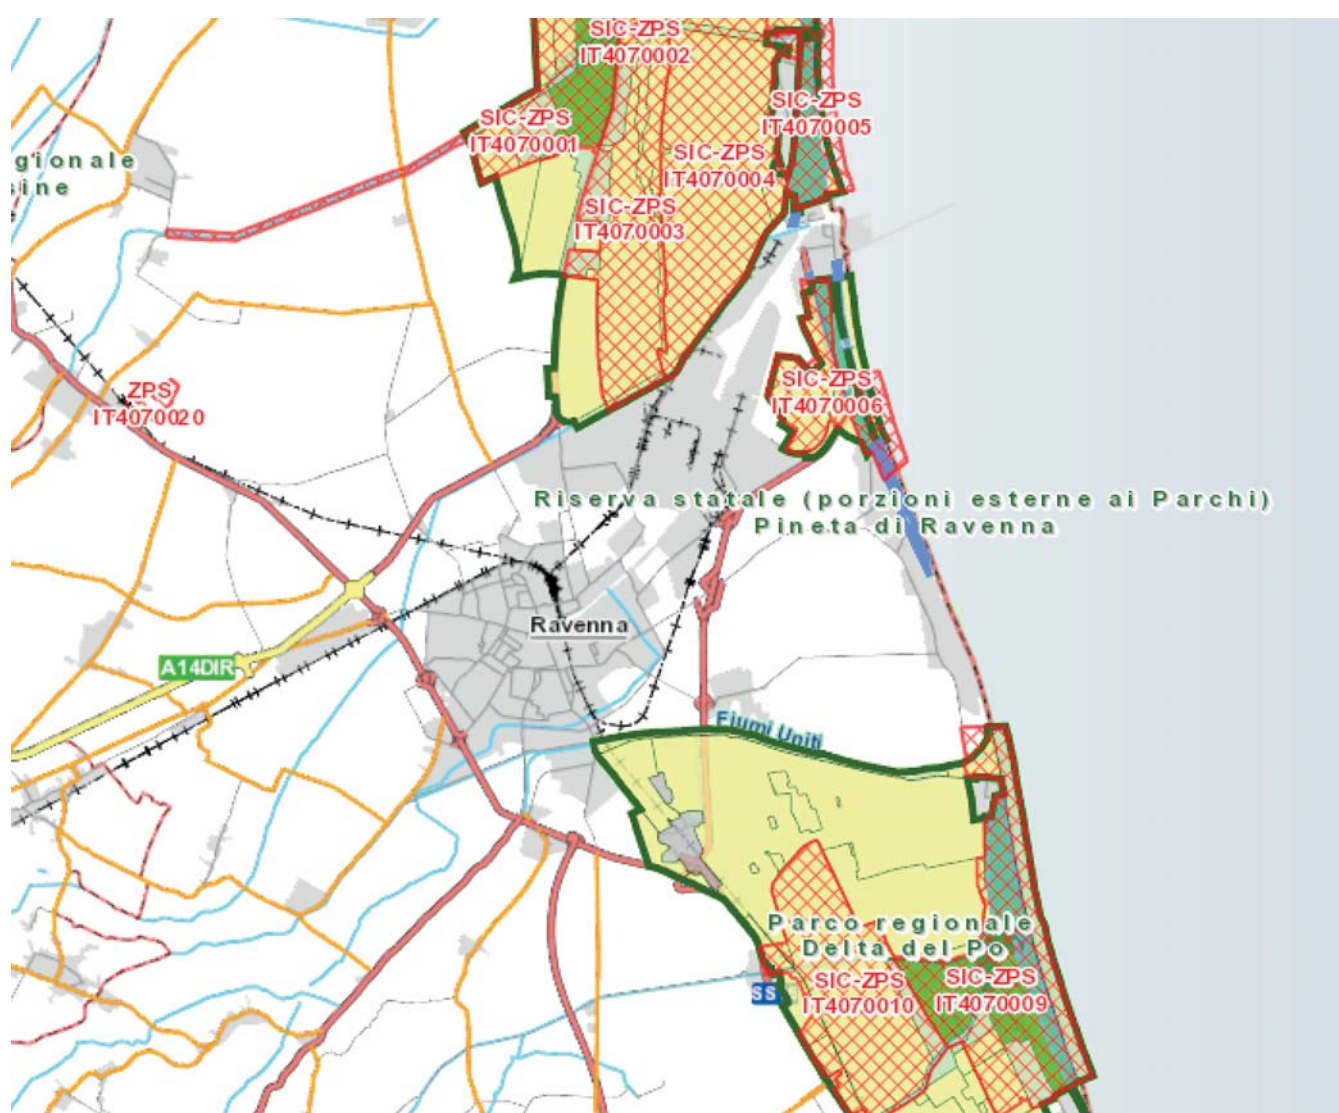 SIC-ZPS
IT4070002
SIC-ZPS
IT4070001
SIC-ZPS
IT4070005
SIC-ZPS
IT4070004
gionale
sine
SIC-ZPS
IT4070003
ZPS
IT4070020
SIC-ZPS
IT4070006
Riserva statale (porzioni esterne ai Parchi)
Pineta di Ravenna
Ravenna
A14DIR
Fiumi Uniti
Parco regionale
Delta del Po
SIC-ZPS
IT4070010
SIC-ZPS
IT4070009
SS